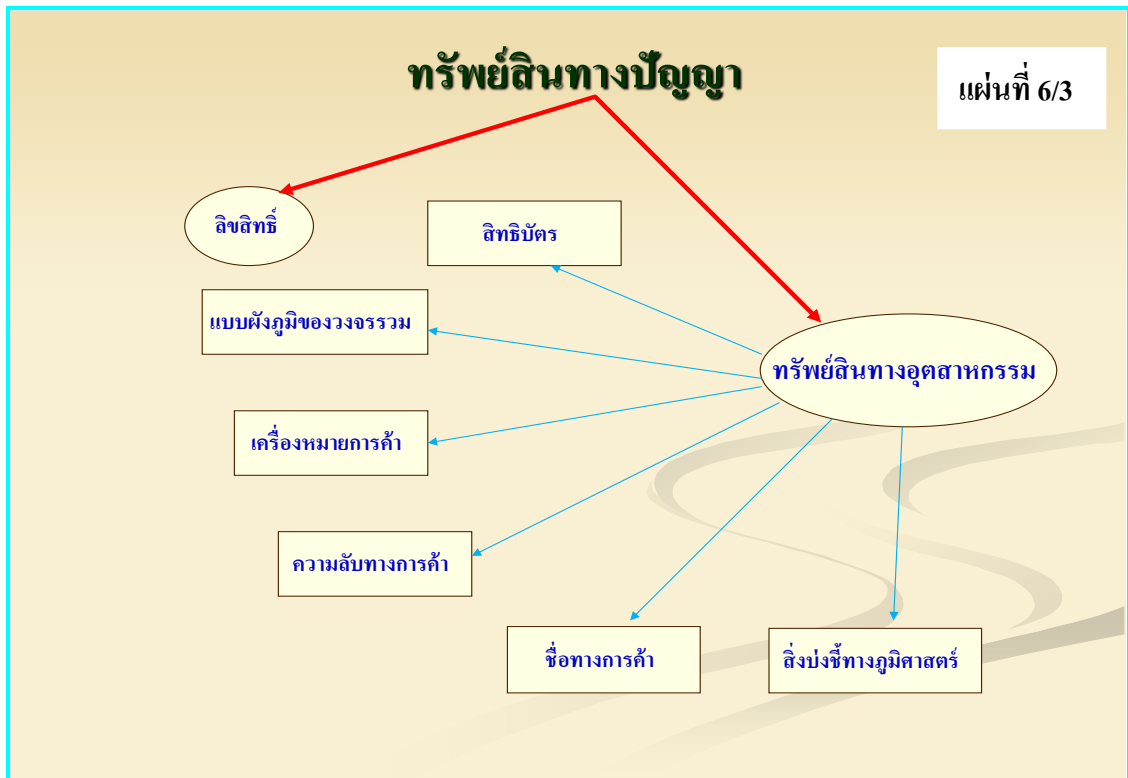 ทรัพย์สินทางปัญญา
แผ่นที่ 6/3
ลิขสิทธิ์
สิทธิบัตร
แบบผังภูมิของวงจรรวม
ทรัพย์สินทางอุตสาหกรรม
เครื่องหมายการค้า
ความลับทางการค้า
ชื่อทางการค้า
สิ่งบ่งชี้ทางภูมิศาสตร์